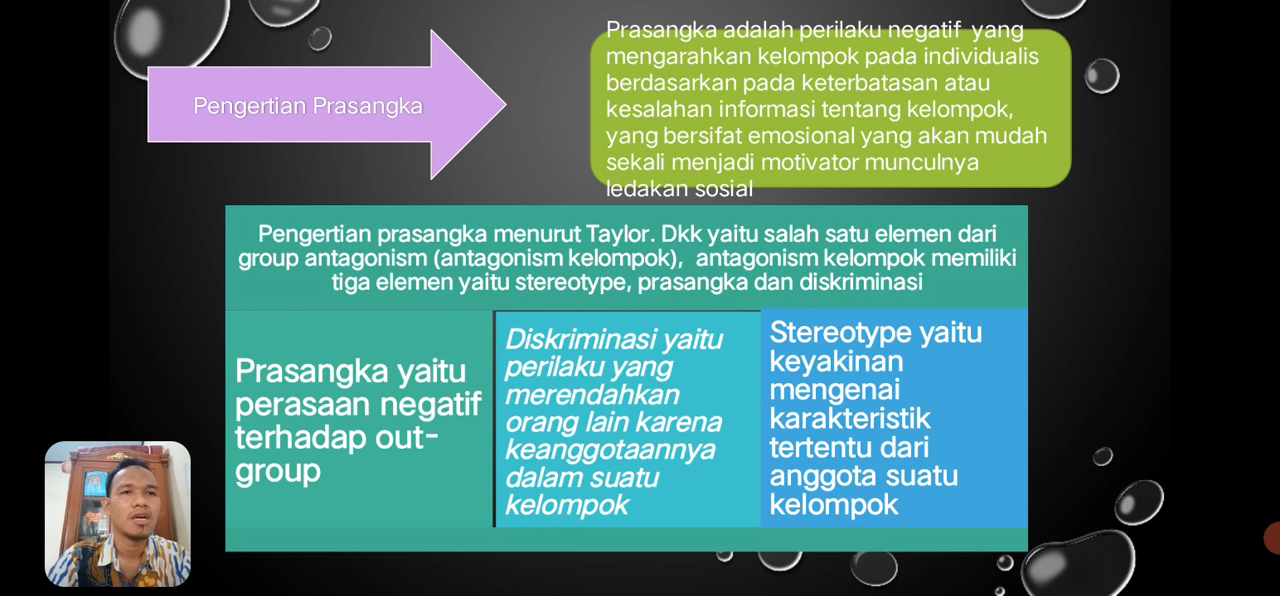 Pengertian Prasangka
Prasangka adalah perilaku negatif  yang
mengarahkan kelompok pada individualis
berdasarkan pada keterbatasan atau
kesalahan informasi tentang kelompok,
yang bersifat emosional yang akan mudah
sekali menjadi motivator munculnya
ledakan sosial
Pengertian prasangka menurut Taylor. Dkk yaitu salah satu elemen dari
group antagonism (antagonism kelompok),  antagonism kelompok memiliki
tiga elemen yaitu stereotype, prasangka dan diskriminasi
Prasangka yaitu
perasaan negatif
terhadap out-
group
Diskriminasi yaitu
perilaku yang
merendahkan
orang lain karena
keanggotaannya
dalam suatu
kelompok
Stereotype yaitu
keyakinan
mengenai
karakteristik
tertentu dari
anggota suatu
kelompok